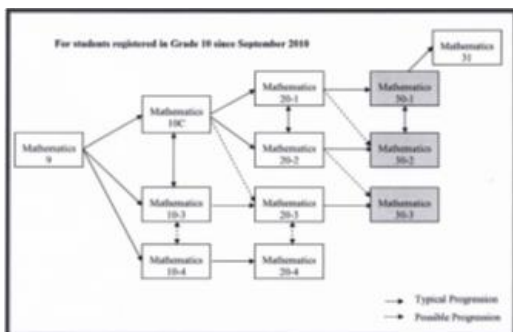 For students registered in Grade 10 since September 2010
Mathematics
31
Mathematics
20-1
Mathematics
30-1
Mathematics
10C
Mathematics
20-2
Mathematics
30-2
Mathematics
9
Mathematics
10-3
Mathematics
20-3
Mathematics
30-3
Mathematics
10-4
Mathematics
20-4
Typical Progression
Possible Progression